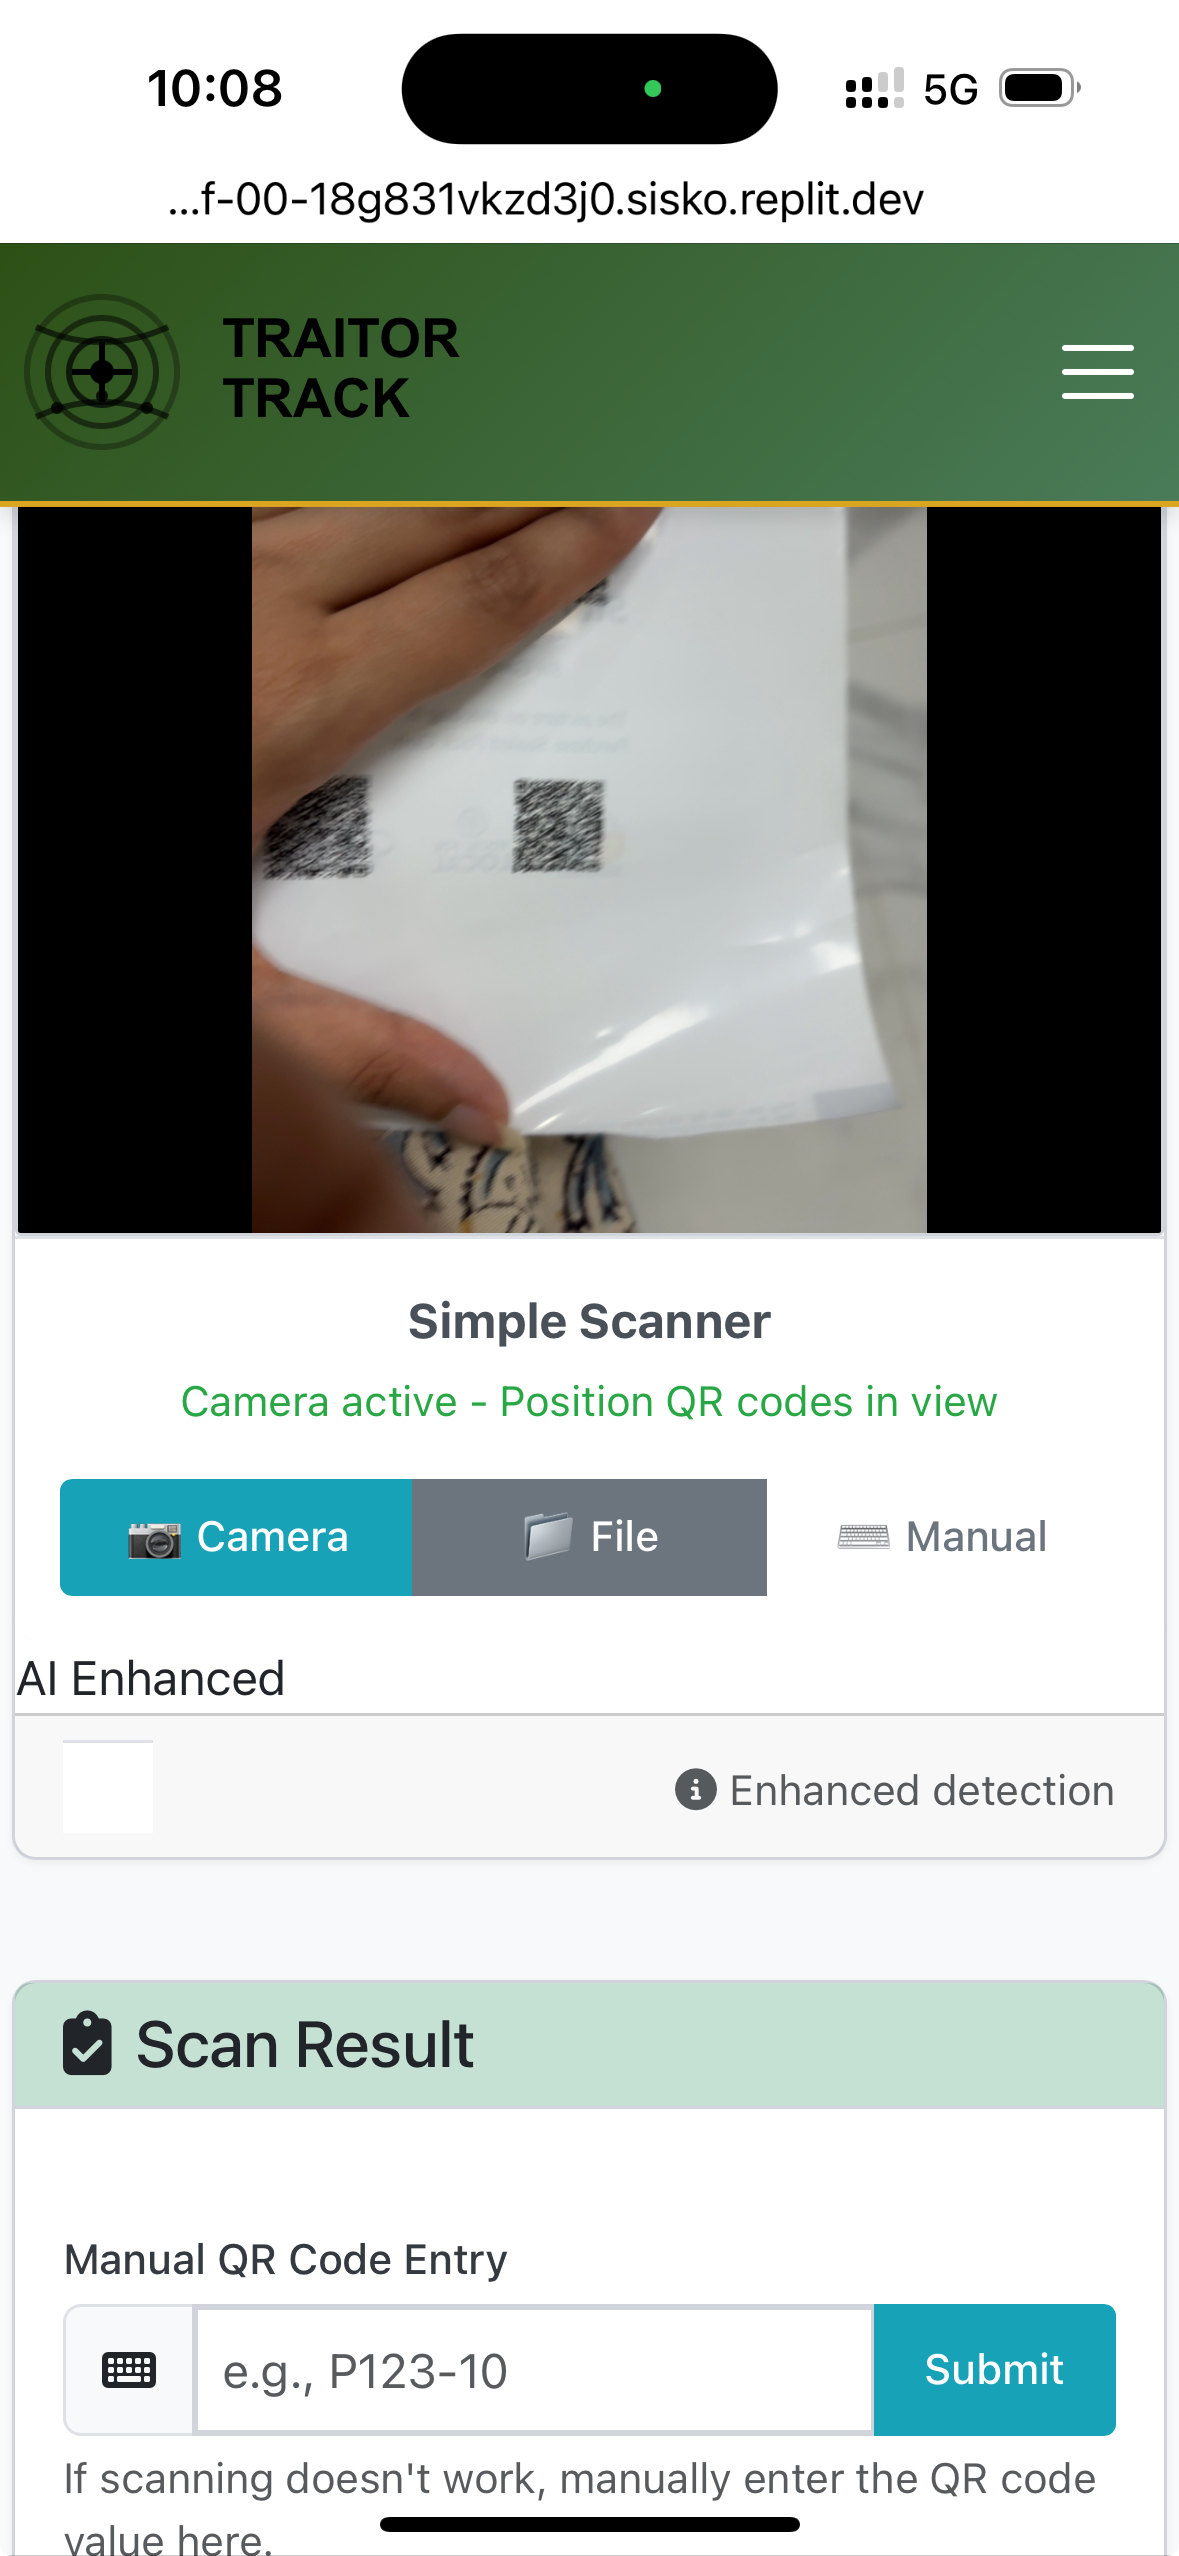 10:08
5G
...f-00-18g831vkzd3j0.sisko.replit.dev
TRAITOR
TRACK
Simple Scanner
Camera active - Position QR codes in view
Camera
File
Manual
AI Enhanced
Enhanced detection
Scan Result
Manual QR Code Entry
e.g., P123-10
Submit
If scanning doesn't work, manually enter the QR code
value here.